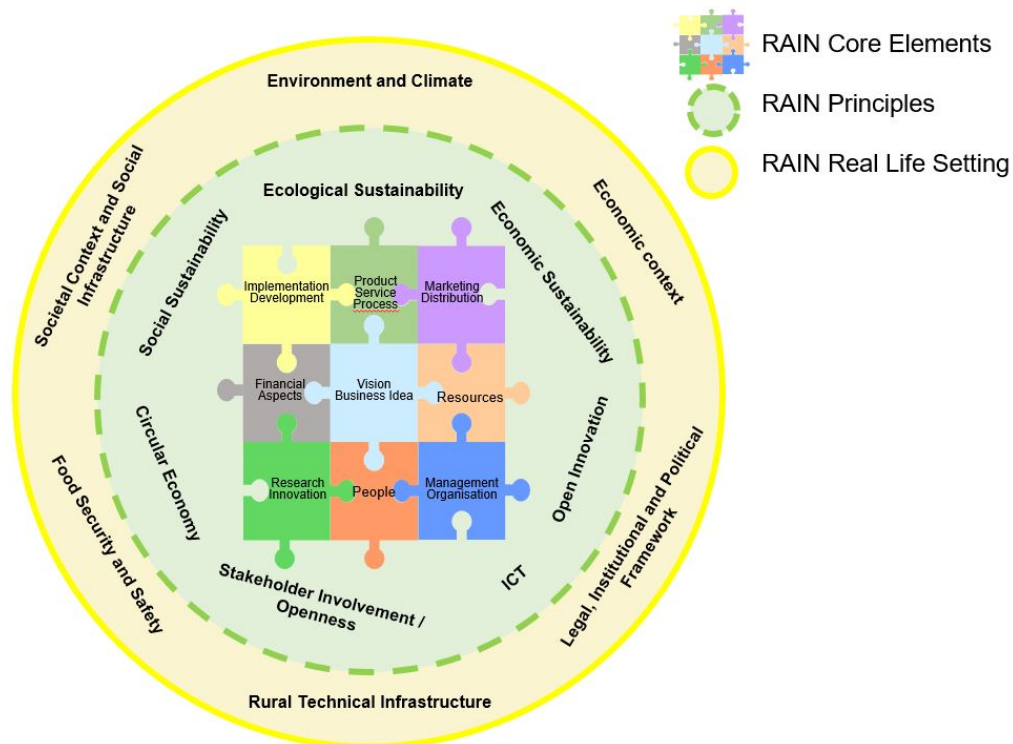 RAIN Core Elements
RAIN Principles
RAIN Real Life Setting
Environment and Climate
Societal Context and Social
Infrastructure
Economic context
Food Security and Safety
Legal, Institutional and Political
Framework
Rural Technical Infrastructure
Ecological Sustainability
Social Sustainability
Economic Sustainability
Circular Economy
Open Innovation
Stakeholder Involvement /
Openness
ICT
Implementation
Development
Product
Service
Process
Marketing
Distribution
Financial
Aspects
Vision
Business Idea
Resources
Research
Innovation
People
Management
Organisation